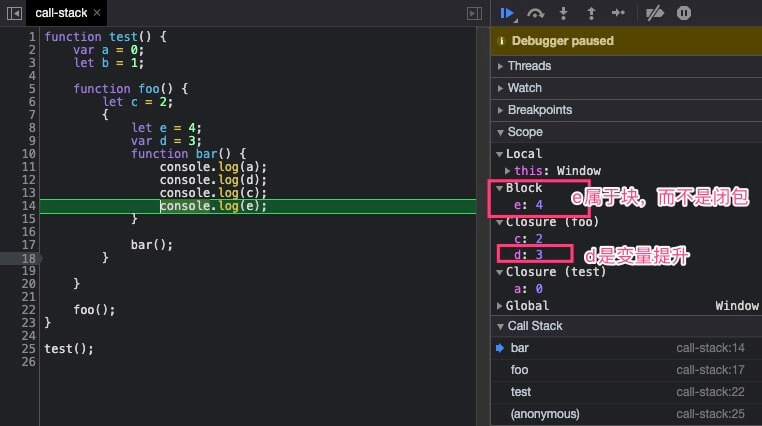 call-stack ×
1 function test() {
2 var a = 0;
3 let b = 1;
4
5 function foo() {
6 let c = 2;
7 {
8 let e = 4;
9 var d = 3;
10 function bar() {
11 console.log(a);
12 console.log(d);
13 console.log(c);
14 console.log(e);
15 }
16
17 bar();
18 }
19
20 }
21
22 foo();
23 }
24
25 test();
26
Debugger paused
Threads
Watch
Breakpoints
Scope
Local
this: Window
Block
e: 4
e属于块，而不是闭包
Closure (foo)
c: 2
d: 3
d是变量提升
Closure (test)
a: 0
Global Window
Call Stack
bar call-stack:14
foo call-stack:17
test call-stack:22
(anonymous) call-stack:25